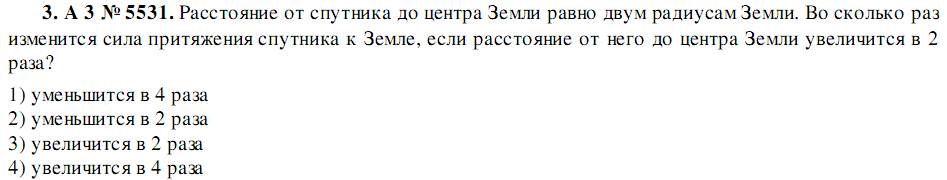 3. А 3 № 5531. Расстояние от спутника до центра Земли равно двум радиусам Земли. Во сколько раз
изменится сила притяжения спутника к Земле, если расстояние от него до центра Земли увеличится в 2
раза?
1) уменьшится в 4 раза
2) уменьшится в 2 раза
3) увеличится в 2 раза
4) увеличится в 4 раза